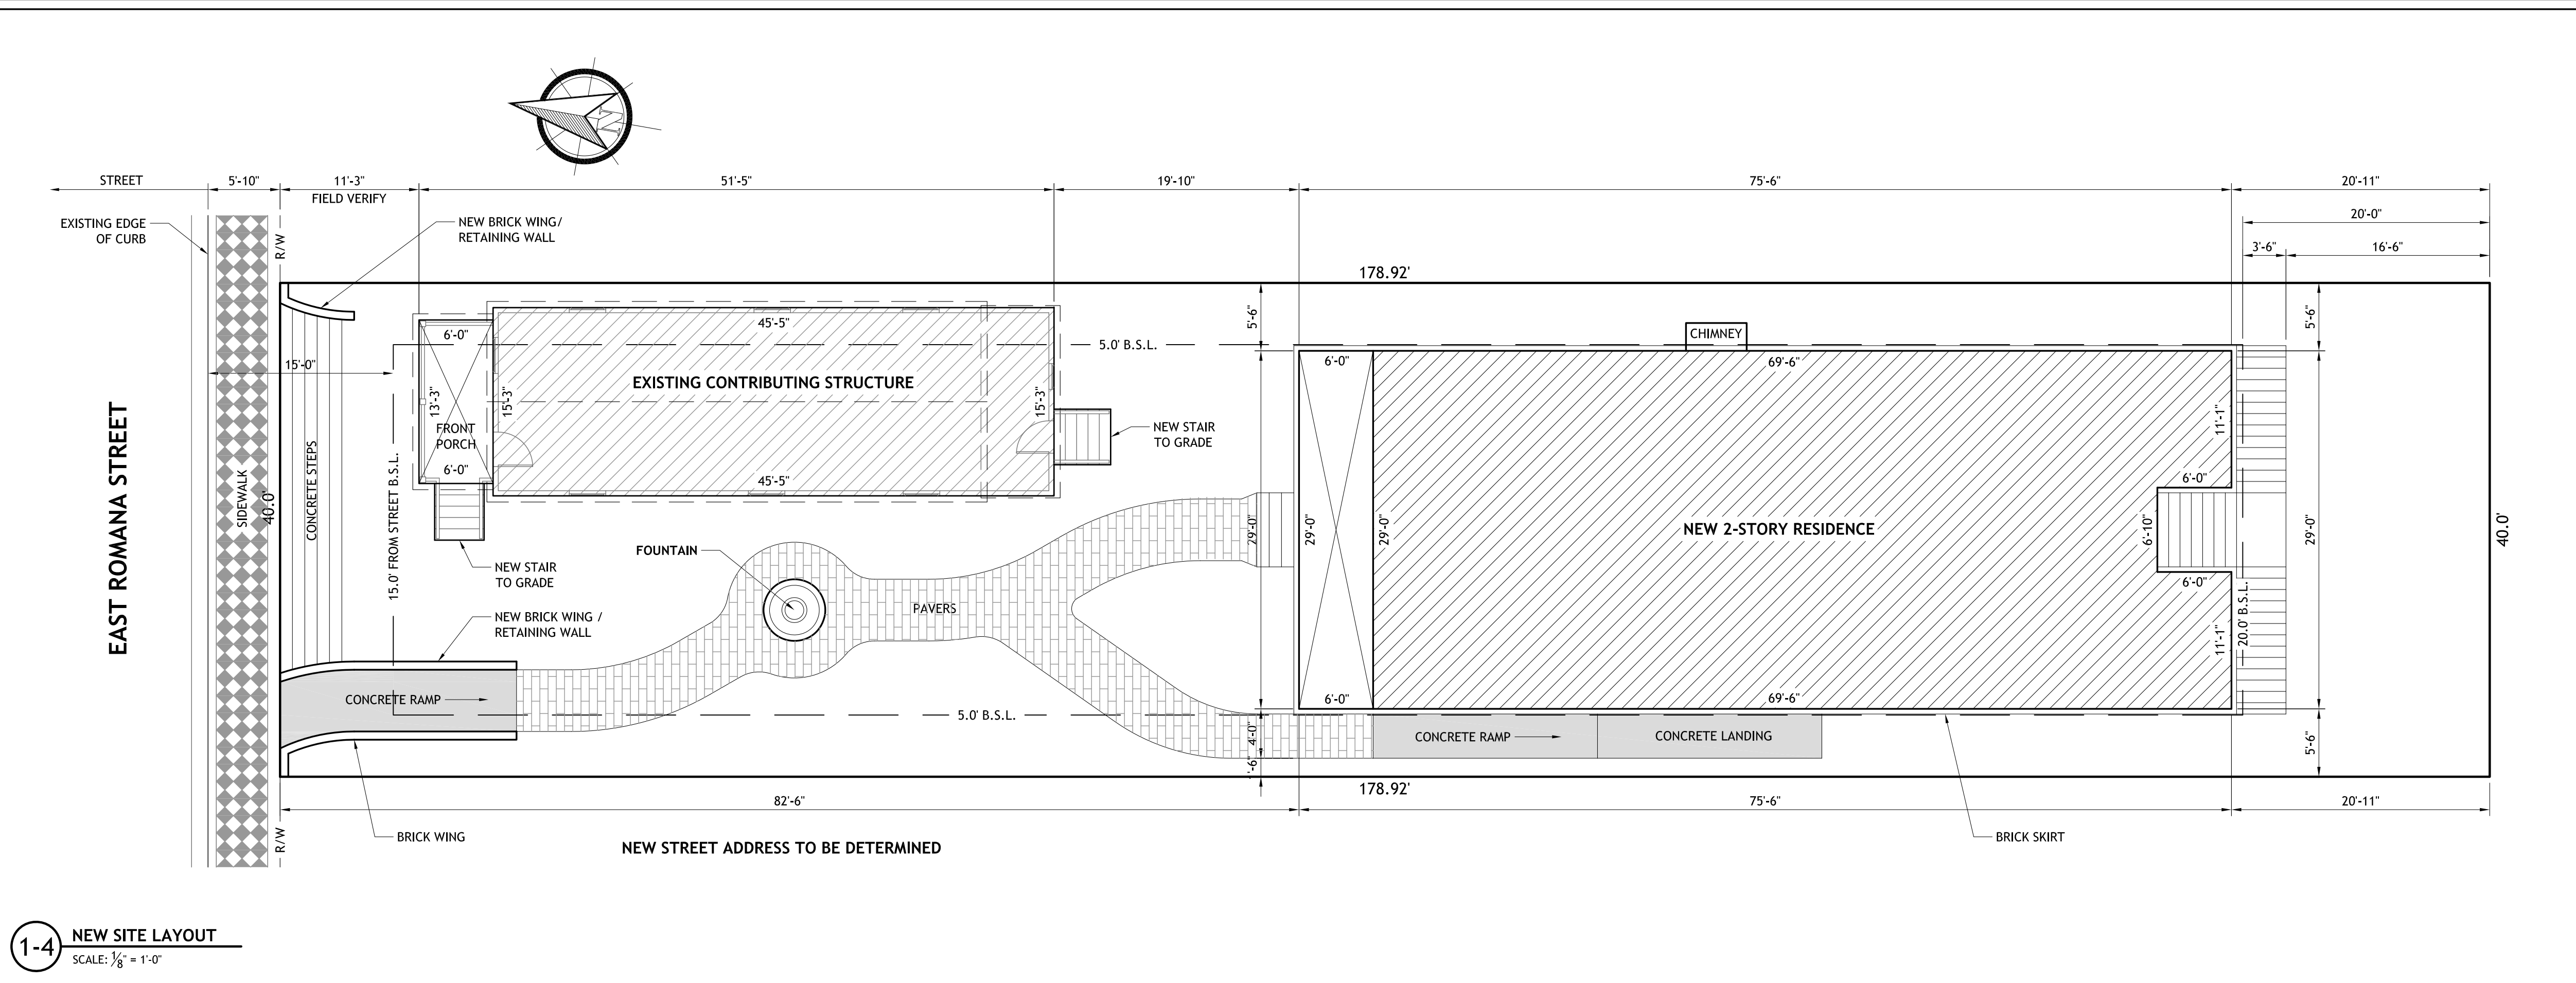 N
STREET
5'-10"
11'-3"
FIELD VERIFY
51'-5"
19'-10"
75'-6"
20'-11"
20'-0"
3'-6"
16'-6"
EXISTING EDGE
OF CURB
R/W
NEW BRICK WING/
RETAINING WALL
178.92'
5'-6"
5'-6"
6'-0"
45'-5"
5.0' B.S.L.
CHIMNEY
15'-0"
6'-0"
69'-6"
EXISTING CONTRIBUTING STRUCTURE
13'-3"
15'-3"
15'-3"
11'-1"
FRONT
PORCH
NEW STAIR
TO GRADE
6'-0"
45'-5"
6'-0"
EAST ROMANA STREET
SIDEWALK
40.0'
CONCRETE STEPS
15.0' FROM STREET B.S.L.
29'-0"
29'-0"
29'-0"
NEW 2-STORY RESIDENCE
6'-10"
29'-0"
40.0'
FOUNTAIN
NEW STAIR
TO GRADE
6'-0"
PAVERS
NEW BRICK WING /
RETAINING WALL
11'-1"
20.0' B.S.L.
CONCRETE RAMP
5.0' B.S.L.
6'-0"
69'-6"
4'-0"
CONCRETE RAMP
CONCRETE LANDING
5'-6"
'-6"
178.92'
82'-6"
75'-6"
20'-11"
R/W
BRICK WING
BRICK SKIRT
NEW STREET ADDRESS TO BE DETERMINED
1-4
NEW SITE LAYOUT
SCALE: 1/8" = 1'-0"